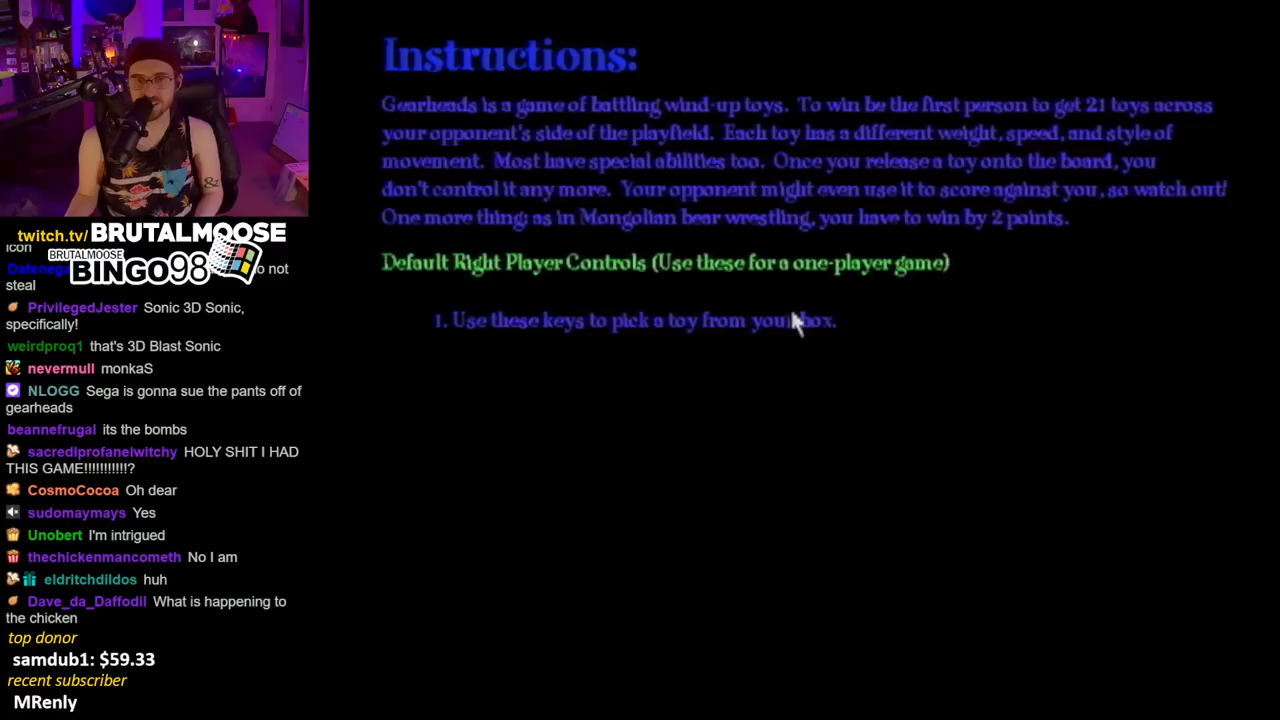 Instructions:
Gearheads is a game of battling wind-up toys. To win be the first person to get 21 toys across
your opponent's side of the playfield. Each toy has a different weight, speed, and style of
movement. Most have special abilities too. Once you release a toy onto the board, you
don't control it any more. Your opponent might even use it to score against you, so watch out!
One more thing: as in Mongolian bear wrestling, you have to win by 2 points.
Default Right Player Controls (Use these for a one-player game)
1. Use these keys to pick a toy from your box.
twitch.tv/BRUTALMOOSE
BRUTALMOOSE
BINGO98
icon
not
steal
PrivilegedJester Sonic 3D Sonic,
specifically!
weirdproq1 that's 3D Blast Sonic
nevermull monkaS
NLOGG Sega is gonna sue the pants off of
gearheads
beannefrugal its the bombs
sacredlprofanelwitchy HOLY SHIT I HAD
THIS GAME!!!!!!!!!!!?
CosmoCocoa Oh dear
sudomaymays Yes
Unobert I'm intrigued
thechickenmancometh No I am
eldritchdildos huh
Dave_da_Daffodil What is happening to
the chicken
top donor
samdub1: $59.33
recent subscriber
MRenly